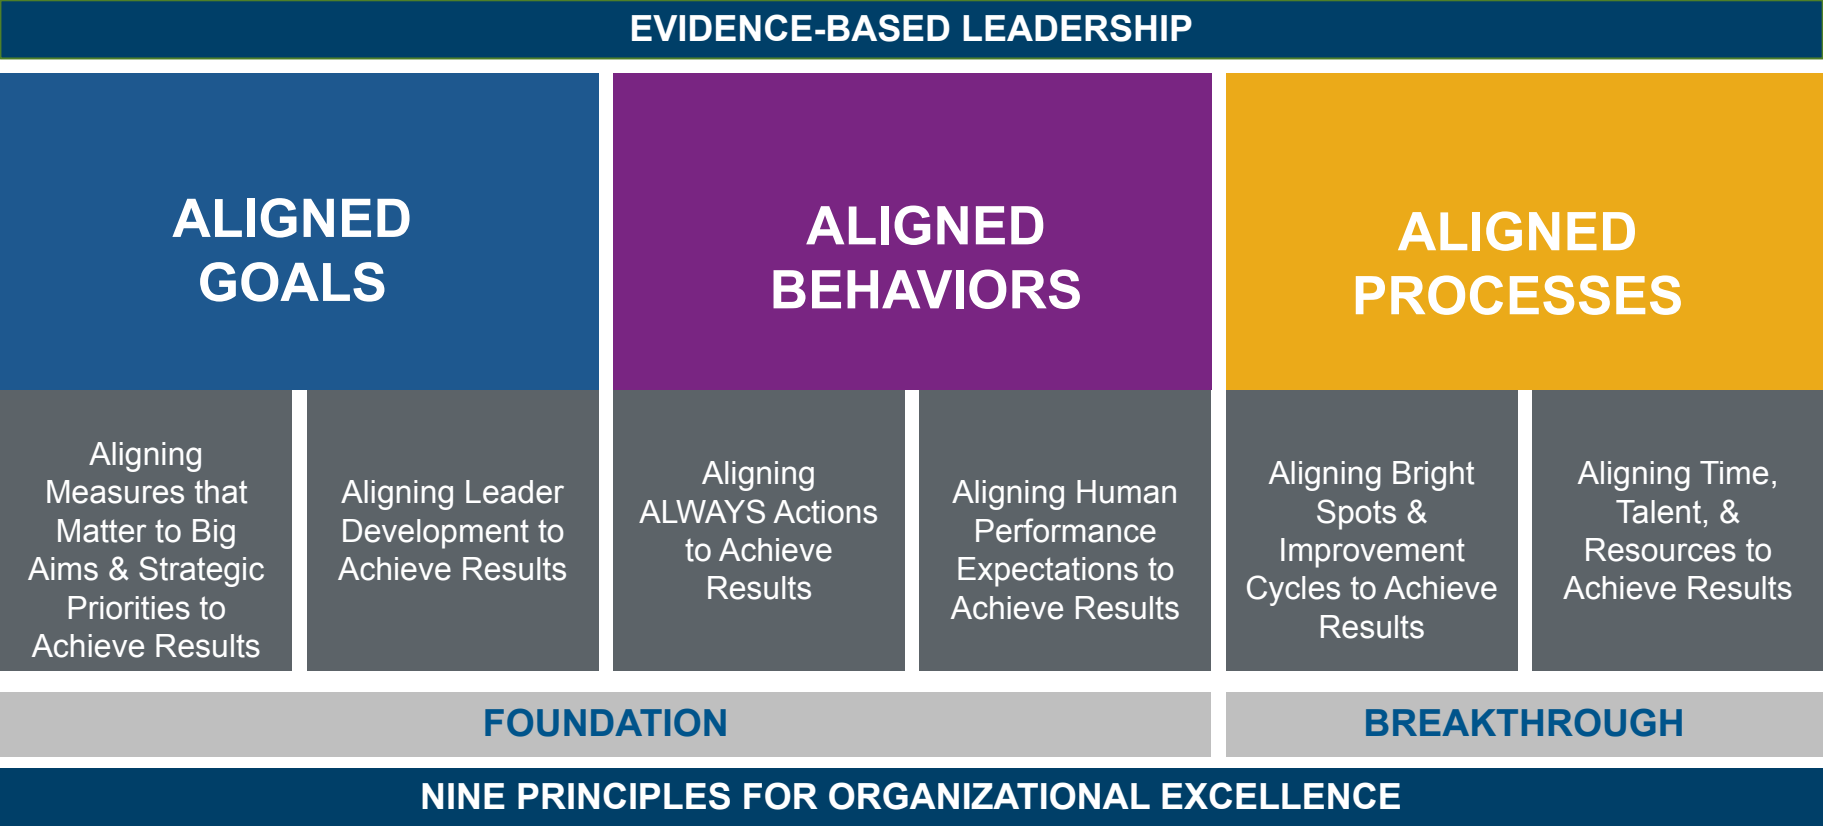 EVIDENCE-BASED LEADERSHIP
ALIGNED
GOALS
ALIGNED
BEHAVIORS
ALIGNED
PROCESSES
Aligning
Measures that
Matter to Big
Aims & Strategic
Priorities to
Achieve Results
Aligning Leader
Development to
Achieve Results
Aligning
ALWAYS Actions
to Achieve
Results
Aligning Human
Performance
Expectations to
Achieve Results
Aligning Bright
Spots &
Improvement
Cycles to Achieve
Results
Aligning Time,
Talent, &
Resources to
Achieve Results
FOUNDATION
BREAKTHROUGH
NINE PRINCIPLES FOR ORGANIZATIONAL EXCELLENCE